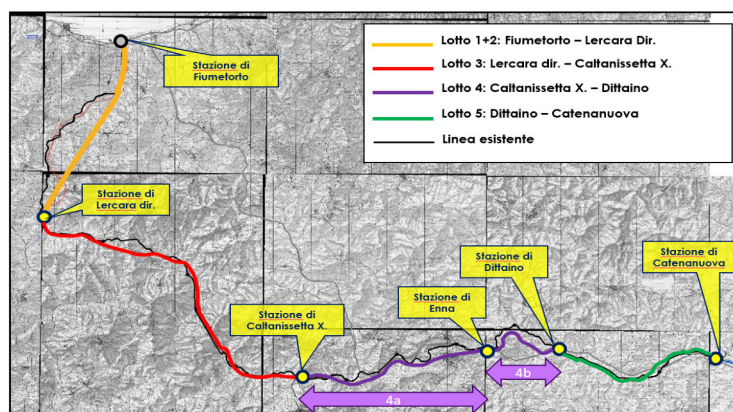 Stazione di
Fiumetorto
Lotto 1+2: Fiumetorto – Lercara Dir.
Lotto 3: Lercara dir. – Caltanissetta X.
Lotto 4: Caltanissetta X. – Dittaino
Lotto 5: Dittaino – Catenanuova
Linea esistente
Stazione di
Lercara dir.
Stazione di
Caltanissetta X.
Stazione di
Enna
Stazione di
Dittaino
Stazione di
Catenanuova
4a
4b